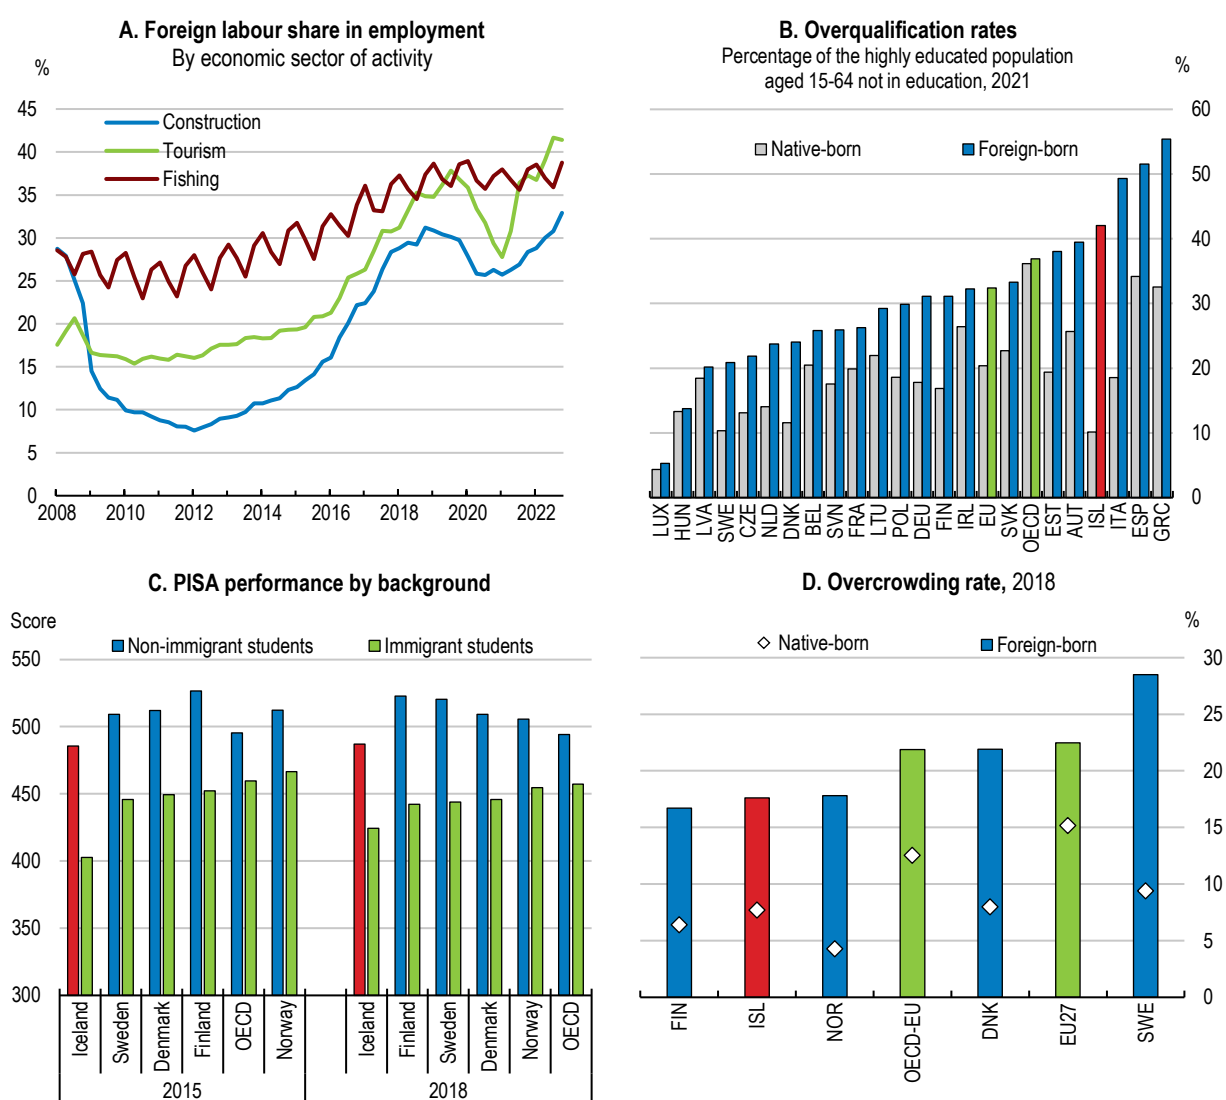 A. Foreign labour share in employment
By economic sector of activity
%
45
40
35
30
25
20
15
10
5
0
Construction
Tourism
Fishing
2008 2010 2012 2014 2016 2018 2020 2022
B. Overqualification rates
Percentage of the highly educated population
aged 15-64 not in education, 2021
%
60
50
40
30
20
10
0
Native-born Foreign-born
LUX HUN LVA SWE CZE NLD DNK BEL SVN FRA LTU POL DEU FIN IRL EU SVK OECD EST AUT ISL ITA ESP GRC
C. PISA performance by background
Score
Non-immigrant students Immigrant students
550
500
450
400
350
300
Iceland Sweden Denmark Finland OECD Norway Iceland Finland Sweden Denmark Norway OECD
2015 2018
D. Overcrowding rate, 2018
%
Native-born Foreign-born
30
25
20
15
10
5
0
FIN ISL NOR OECD-EU DNK EU27 SWE